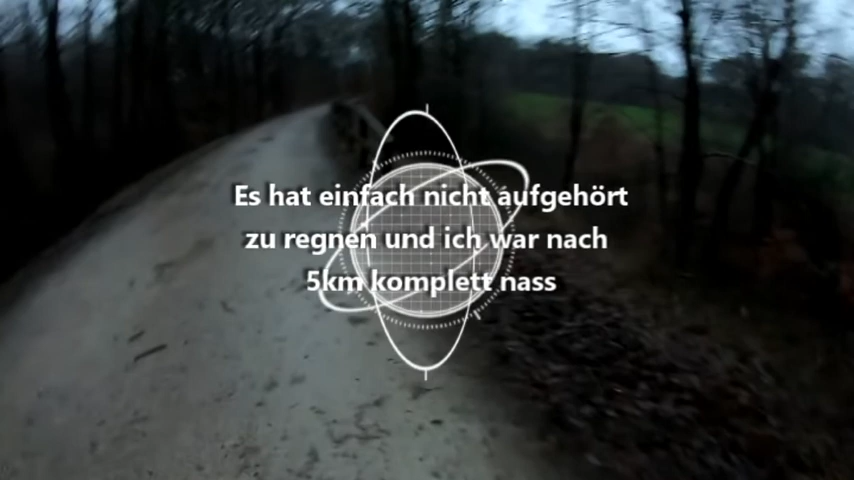 Es hat einfach nicht aufgehört
zu regnen und ich war nach
5km komplett nass